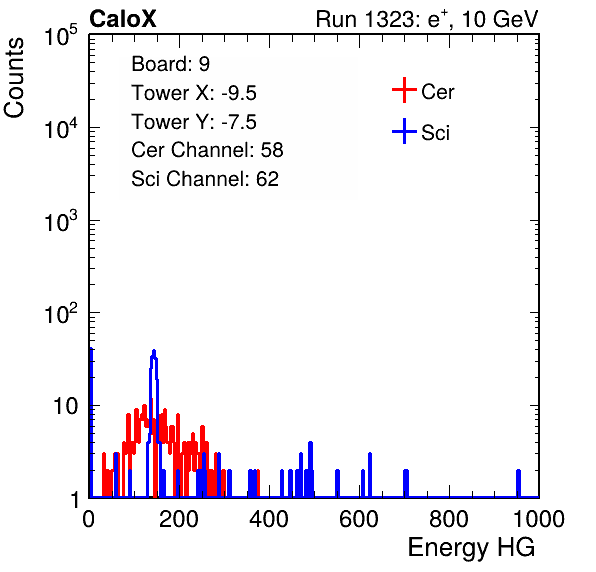 CaloX Run 1323: e⁺, 10 GeV
Counts
10⁵
10⁴
10³
10²
10
1
Board: 9
Tower X: -9.5
Tower Y: -7.5
Cer Channel: 58
Sci Channel: 62
Cer
Sci
0 200 400 600 800 1000
Energy HG